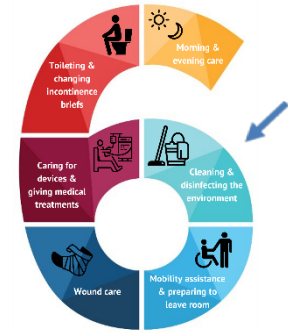 Morning &
evening care
Toileting &
changing
incontinence
briefs
Caring for
devices &
giving medical
treatments
Cleaning &
disinfecting the
environment
Wound care
Mobility assistance
& preparing to
leave room